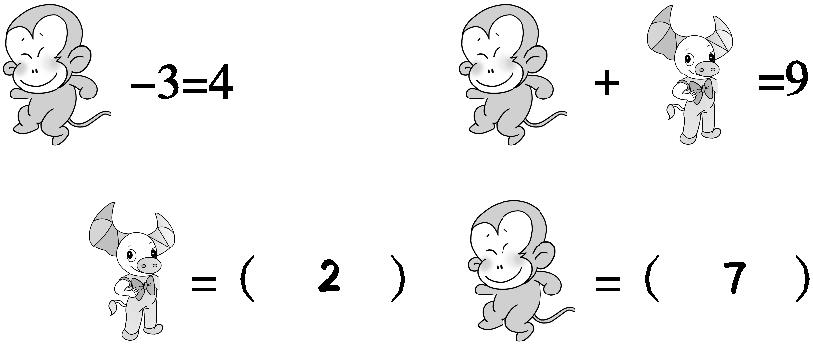 −3=4
+ =9
= ( 2 ) = ( 7 )